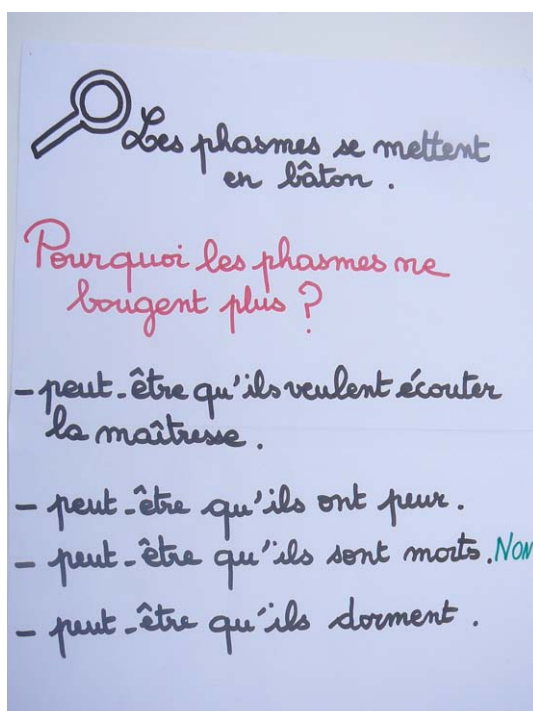 Les phasmes se mettent
en bâton.
Pourquoi les phasmes ne
bougent plus ?
- peut-être qu'ils veulent écouter
la maîtresse.
- peut-être qu'ils ont peur.
- peut-être qu'ils sont morts. NON
- peut-être qu'ils dorment.